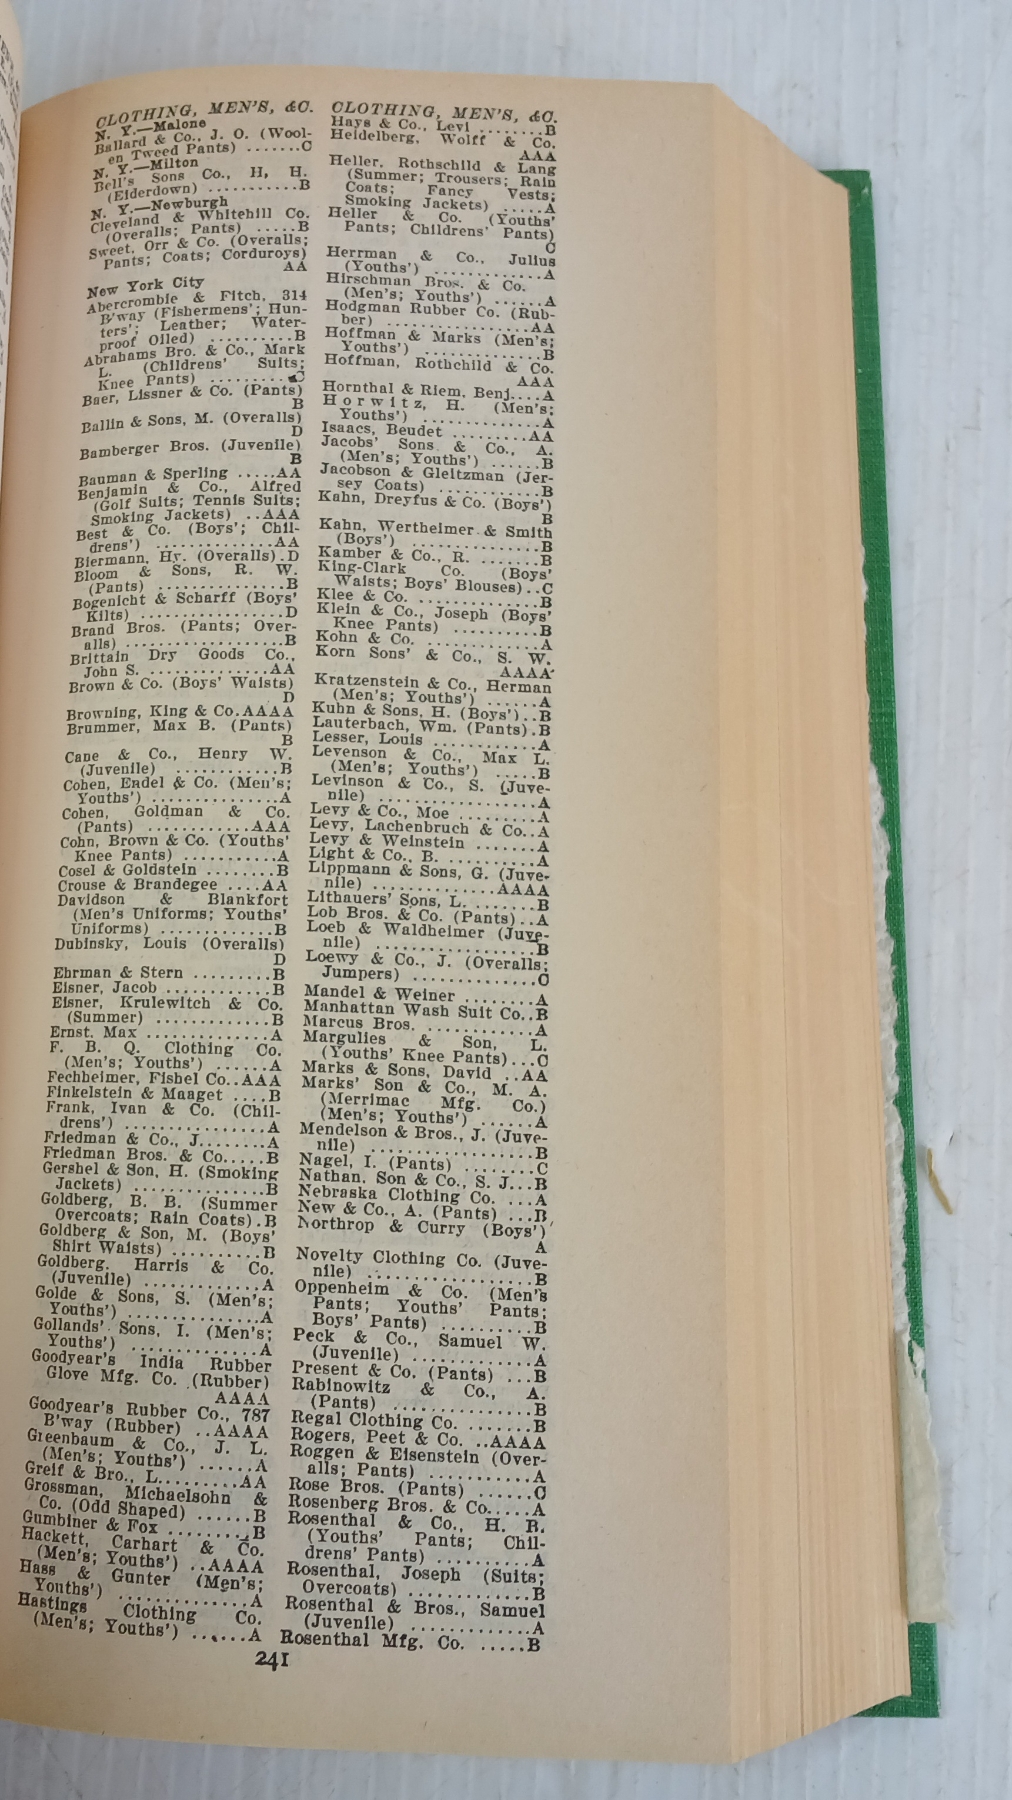 CLOTHING, MEN'S, &C.
N. Y.—Malone
Ballard & Co., J. O. (Wool-
en Tweed Pants) .......C
N. Y.—Milton
Bell's Sons Co., H. H.
(Eiderdown) ...........B
N. Y.—Newburgh
Cleveland & Whitehill Co.
(Overalls; Pants) .....B
Sweet, Orr & Co. (Overalls;
Pants; Coats; Corduroys)
AA
New York City
Abercrombie & Fitch, 314
B'way (Fishermens'; Hun-
ters'; Leather; Water-
proof Oiled) ..........B
Abrahams Bro. & Co., Mark
L. (Childrens' Suits;
Knee Pants) .........C
Baer, Lissner & Co. (Pants)
B
Ballin & Sons, M. (Overalls)
D
Bamberger Bros. (Juvenile)
B
Bauman & Sperling .....AA
Benjamin & Co., Alfred
(Golf Suits; Tennis Suits;
Smoking Jackets) ..AAA
Best & Co. (Boys'; Chil-
drens') .............AA
Biermann, Hy. (Overalls).D
Bloom & Sons, R. W.
(Pants) ...............B
Bogenicht & Scharff (Boys'
Kilts) .................D
Brand Bros. (Pants; Over-
alls) ...................B
Brittain Dry Goods Co.,
John S. ..............AA
Brown & Co. (Boys' Waists)
D
Browning, King & Co.AAAA
Brummer, Max B. (Pants)
B
Cane & Co., Henry W.
(Juvenile) ............B
Cohen, Endel & Co. (Men's;
Youths') ...............A
Cohen, Goldman & Co.
(Pants) ............AAA
Cohn, Brown & Co. (Youths'
Knee Pants) ...........A
Cosel & Goldstein ........B
Crouse & Brandegee ....AA
Davidson & Blankfort
(Men's Uniforms; Youths'
Uniforms) .............B
Dubinsky, Louis (Overalls)
D
Ehrman & Stern .........B
Eisner, Jacob ............B
Eisner, Krulewitch & Co.
(Summer) .............B
Ernst, Max ..............A
F. B. Q. Clothing Co.
(Men's; Youths') .......A
Fechheimer, Fishel Co..AAA
Finkelstein & Maaget ....B
Frank, Ivan & Co. (Chil-
drens') ................A
Friedman & Co., J........A
Friedman Bros. & Co.....B
Gershel & Son, H. (Smoking
Jackets) ...............B
Goldberg, B. B. (Summer
Overcoats; Rain Coats).B
Goldberg & Son, M. (Boys'
Shirt Waists) ..........B
Goldberg, Harris & Co.
(Juvenile) .............A
Golde & Sons, S. (Men's;
Youths') ...............A
Gollands' Sons, I. (Men's;
Youths') ...............A
Goodyear's India Rubber
Glove Mfg. Co. (Rubber)
AAAA
Goodyear's Rubber Co., 787
B'way (Rubber) ..AAAA
Greenbaum & Co., J. L.
(Men's; Youths') ......A
Greif & Bro., L.........AA
Grossman, Michaelsohn &
Co. (Odd Shaped) ......B
Gumbiner & Fox .........B
Hackett, Carhart & Co.
(Men's; Youths') ..AAAA
Hass & Gunter (Men's;
Youths') ..............A
Hastings Clothing Co.
(Men's; Youths') ......A
CLOTHING, MEN'S, &C.
Hays & Co., Levi ........B
Heidelberg, Wolff & Co.
AAA
Heller, Rothschild & Lang
(Summer; Trousers; Rain
Coats; Fancy Vests;
Smoking Jackets) .....A
Heller & Co. (Youths'
Pants; Childrens' Pants)
C
Herrman & Co., Julius
(Youths') .............A
Hirschman Bros. & Co.
(Men's; Youths') ......A
Hodgman Rubber Co. (Rub-
ber) .................AA
Hoffman & Marks (Men's;
Youths') ..............B
Hoffman, Rothchild & Co.
AAA
Hornthal & Riem, Benj....A
Horwitz, H. (Men's;
Youths') ..............A
Isaacs, Beudet .........AA
Jacobs' Sons & Co., A.
(Men's; Youths') ......B
Jacobson & Gleitzman (Jer-
sey Coats) ............B
Kahn, Dreyfus & Co. (Boys')
B
Kahn, Wertheimer & Smith
(Boys') ...............B
Kamber & Co., R. .......B
King-Clark Co. (Boys'
Waists; Boys' Blouses)..C
Klee & Co. ..............B
Klein & Co., Joseph (Boys'
Knee Pants) ..........B
Kohn & Co. .............A
Korn Sons' & Co., S. W.
AAAA
Kratzenstein & Co., Herman
(Men's; Youths') ......A
Kuhn & Sons, H. (Boys')..B
Lauterbach, Wm. (Pants).B
Lesser, Louis ............A
Levenson & Co., Max L.
(Men's; Youths') .....B
Levinson & Co., S. (Juve-
nile) ..................A
Levy & Co., Moe .........A
Levy, Lachenbruch & Co..A
Levy & Weinstein .......A
Light & Co., B. ..........A
Lippmann & Sons, G. (Juve-
nile) .............AAAA
Lithauers' Sons, L. .......B
Lob Bros. & Co. (Pants)..A
Loeb & Waldheimer (Juve-
nile) ..................B
Loewy & Co., J. (Overalls;
Jumpers) ..............C
Mandel & Weiner ........A
Manhattan Wash Suit Co..B
Marcus Bros. ............A
Margulies & Son, L.
(Youths' Knee Pants)...C
Marks & Sons, David ..AA
Marks' Son & Co., M. A.
(Merrimac Mfg. Co.)
(Men's; Youths') ......A
Mendelson & Bros., J. (Juve-
nile) ..................B
Nagel, I. (Pants) ........C
Nathan, Son & Co., S. J...B
Nebraska Clothing Co. ...A
New & Co., A. (Pants) ...B
Northrop & Curry (Boys')
A
Novelty Clothing Co. (Juve-
nile) ..................B
Oppenheim & Co. (Men's
Pants; Youths' Pants;
Boys' Pants) ..........B
Peck & Co., Samuel W.
(Juvenile) .............A
Present & Co. (Pants) ...B
Rabinowitz & Co., A.
(Pants) ................B
Regal Clothing Co. .......B
Rogers, Peet & Co. ..AAAA
Roggen & Eisenstein (Over-
alls; Pants) ...........A
Rose Bros. (Pants) ......C
Rosenberg Bros. & Co.....A
Rosenthal & Co., H. R.
(Youths' Pants; Chil-
drens' Pants) ..........A
Rosenthal, Joseph (Suits;
Overcoats) .............B
Rosenthal & Bros., Samuel
(Juvenile) .............A
Rosenthal Mfg. Co. .....B
241